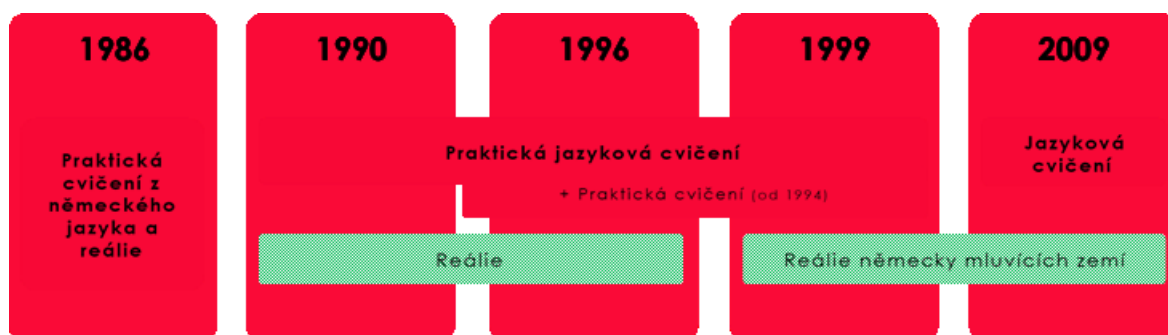 1986
Praktická
cvičení z
německého
jazyka a
reálie
1990
1996
1999
2009
Praktická jazyková cvičení
+ Praktická cvičení (od 1994)
Jazyková
cvičení
Reálie
Reálie německy mluvících zemí